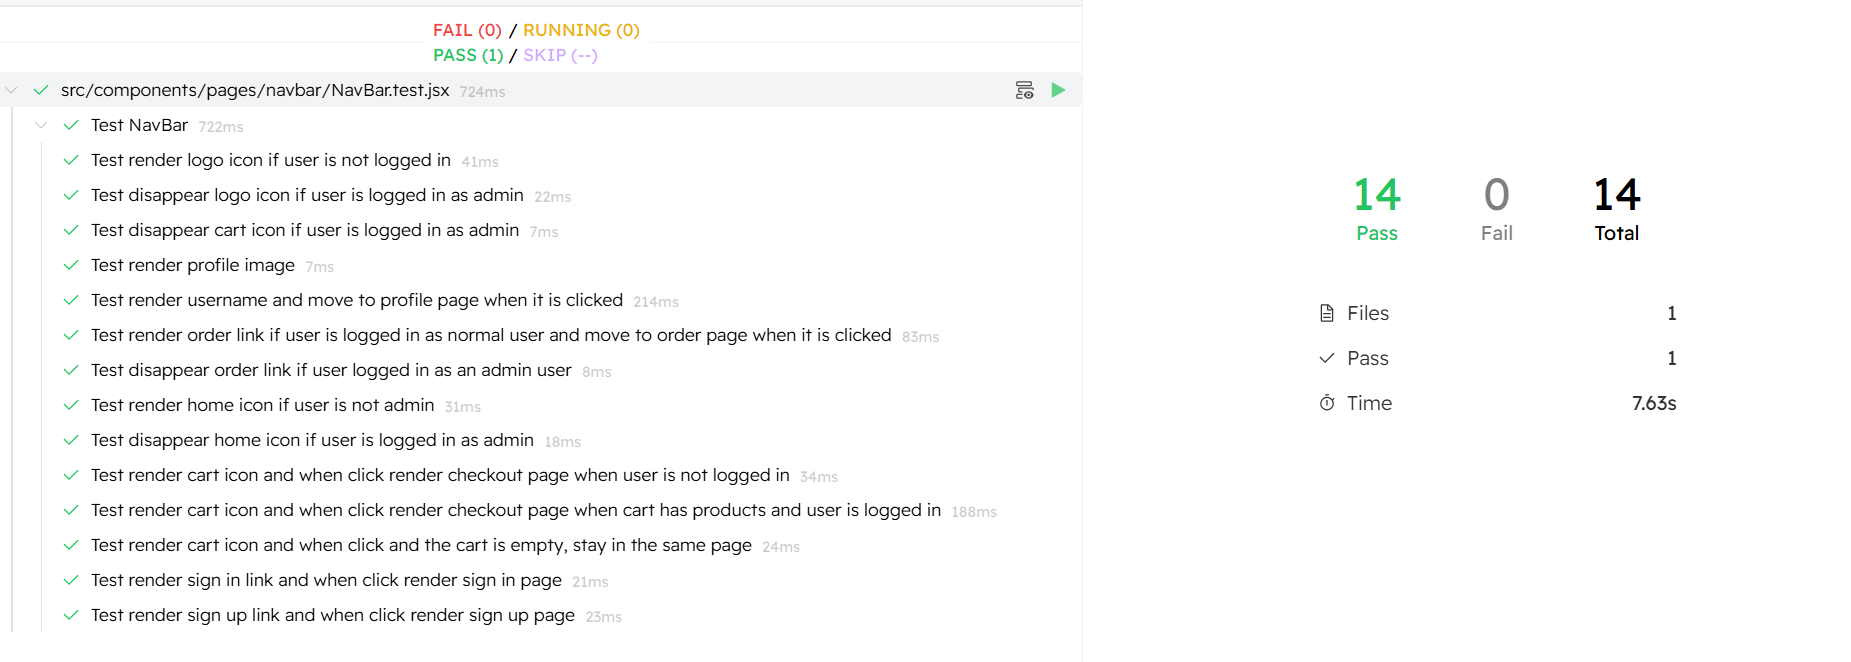 FAIL (0) / RUNNING (0)
PASS (1) / SKIP (--)
src/components/pages/navbar/NavBar.test.jsx 724ms
Test NavBar 722ms
Test render logo icon if user is not logged in 41ms
Test disappear logo icon if user is logged in as admin 22ms
Test disappear cart icon if user is logged in as admin 7ms
Test render profile image 7ms
Test render username and move to profile page when it is clicked 214ms
Test render order link if user is logged in as normal user and move to order page when it is clicked 83ms
Test disappear order link if user logged in as an admin user 8ms
Test render home icon if user is not admin 31ms
Test disappear home icon if user is logged in as admin 18ms
Test render cart icon and when click render checkout page when user is not logged in 34ms
Test render cart icon and when click render checkout page when cart has products and user is logged in 188ms
Test render cart icon and when click and the cart is empty, stay in the same page 24ms
Test render sign in link and when click render sign in page 21ms
Test render sign up link and when click render sign up page 23ms
14 0 14
Pass Fail Total
Files 1
Pass 1
Time 7.63s